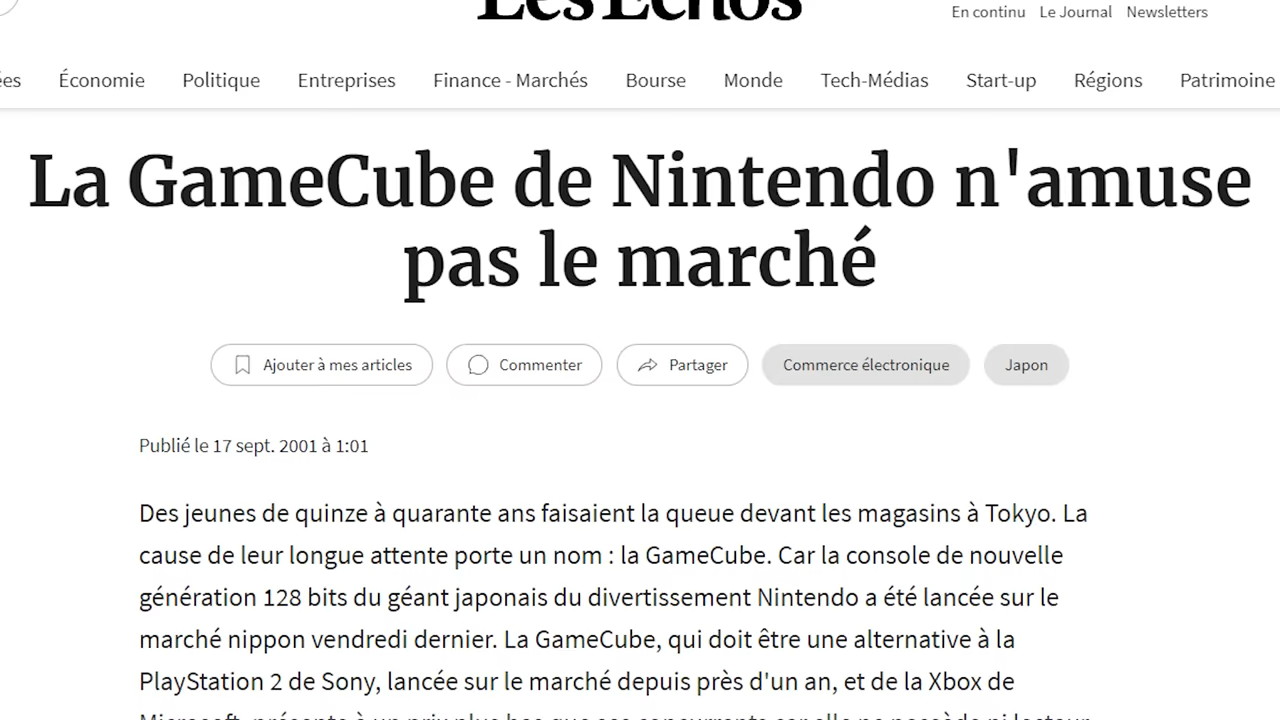 Les Echos
En continu Le Journal Newsletters
Économie Politique Entreprises Finance - Marchés Bourse Monde Tech-Médias Start-up Régions Patrimoine
La GameCube de Nintendo n'amuse
pas le marché
Ajouter à mes articles Commenter Partager Commerce électronique Japon
Publié le 17 sept. 2001 à 1:01
Des jeunes de quinze à quarante ans faisaient la queue devant les magasins à Tokyo. La
cause de leur longue attente porte un nom : la GameCube. Car la console de nouvelle
génération 128 bits du géant japonais du divertissement Nintendo a été lancée sur le
marché nippon vendredi dernier. La GameCube, qui doit être une alternative à la
PlayStation 2 de Sony, lancée sur le marché depuis près d'un an, et de la Xbox de